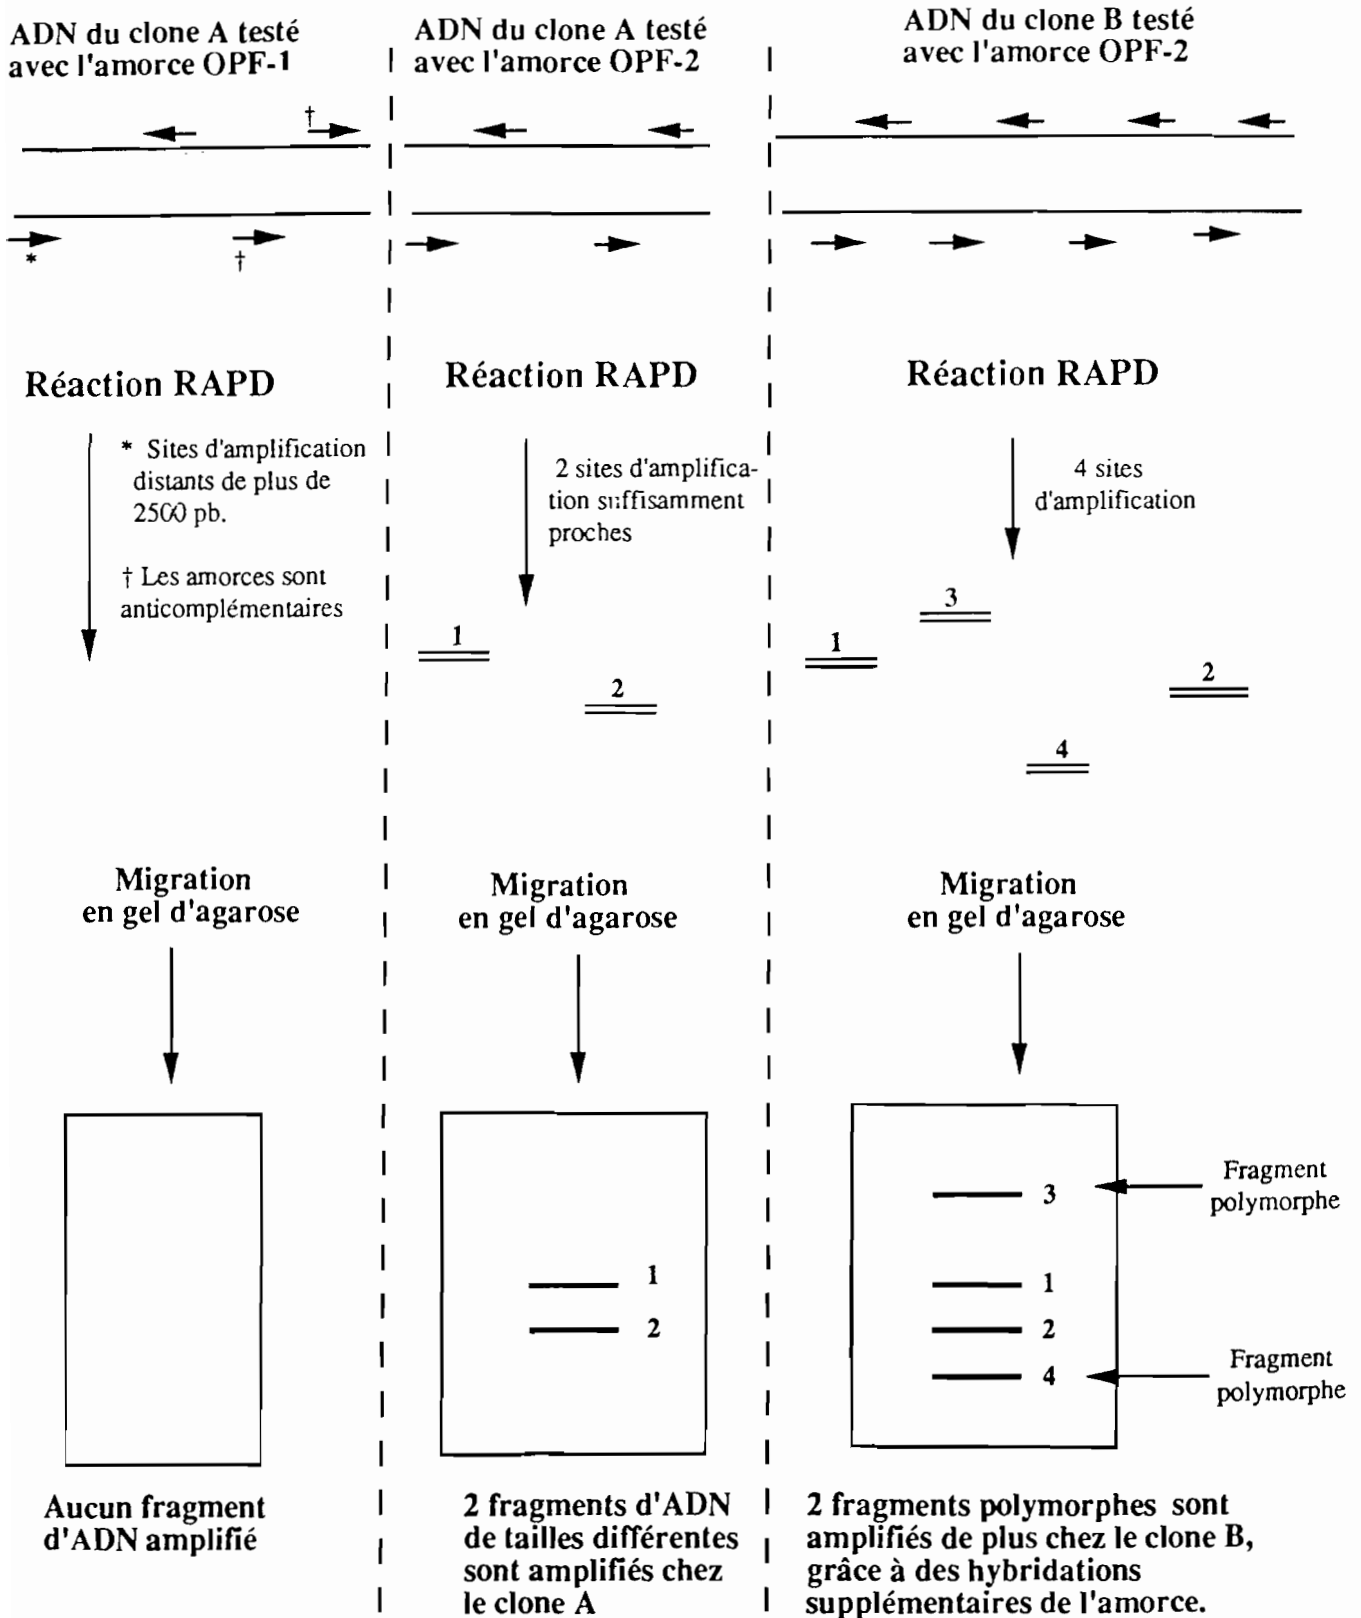 ADN du clone A testé
avec l'amorce OPF-1
†
*
†
Réaction RAPD
* Sites d'amplification
distants de plus de
2500 pb.
† Les amorces sont
anticomplémentaires
Migration
en gel d'agarose
Aucun fragment
d'ADN amplifié
ADN du clone A testé
avec l'amorce OPF-2
Réaction RAPD
2 sites d'amplifica-
tion suffisamment
proches
1
2
Migration
en gel d'agarose
1
2
2 fragments d'ADN
de tailles différentes
sont amplifiés chez
le clone A
ADN du clone B testé
avec l'amorce OPF-2
Réaction RAPD
4 sites
d'amplification
3
1
2
4
Migration
en gel d'agarose
3
1
2
4
Fragment
polymorphe
Fragment
polymorphe
2 fragments polymorphes sont
amplifiés de plus chez le clone B,
grâce à des hybridations
supplémentaires de l'amorce.